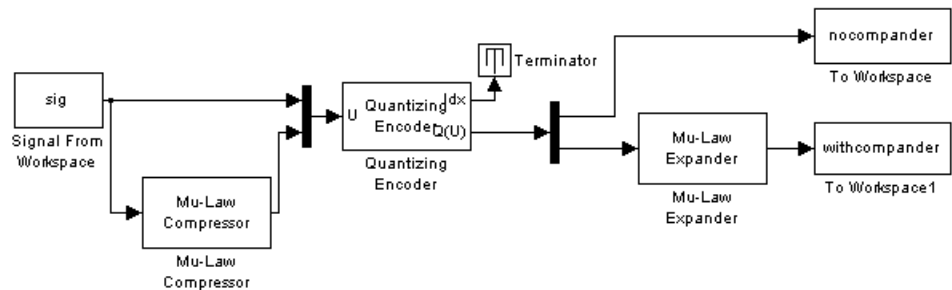 nocompander
To Workspace
Terminator
sig
Signal From
Workspace
U
Quantizing
Encoder
Idx
Q(U)
Quantizing
Encoder
Mu-Law
Expander
Mu-Law
Expander
withcompander
To Workspace1
Mu-Law
Compressor
Mu-Law
Compressor